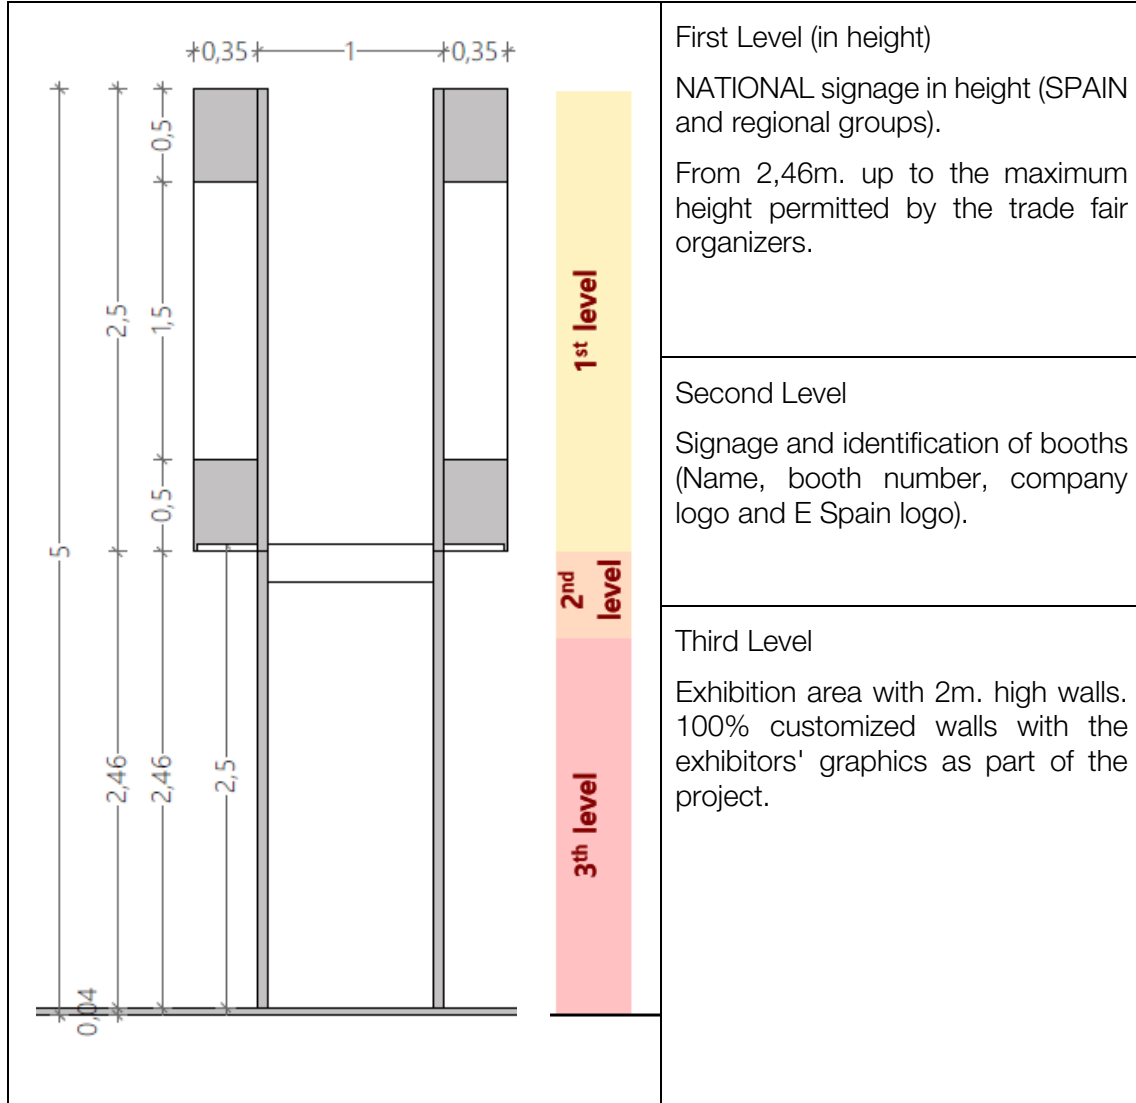 0,35
1
0,35
5
2,5
0,5
1,5
0,5
2,46
2,46
2,5
0,04
1st level
2nd
level
3th level
First Level (in height)
NATIONAL signage in height (SPAIN
and regional groups).
From 2,46m. up to the maximum
height permitted by the trade fair
organizers.
Second Level
Signage and identification of booths
(Name, booth number, company
logo and E Spain logo).
Third Level
Exhibition area with 2m. high walls.
100% customized walls with the
exhibitors' graphics as part of the
project.